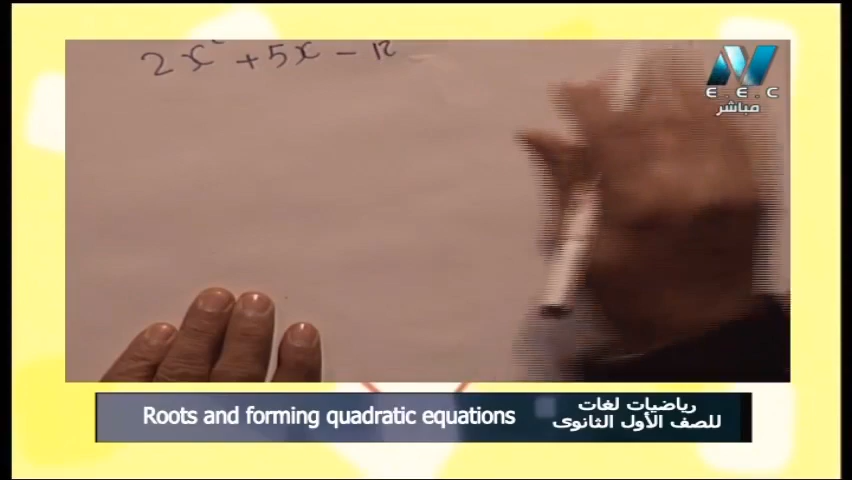 2x² + 5x - 12
E.E.C
مباشر
Roots and forming quadratic equations
رياضيات لغات
للصف الأول الثانوى